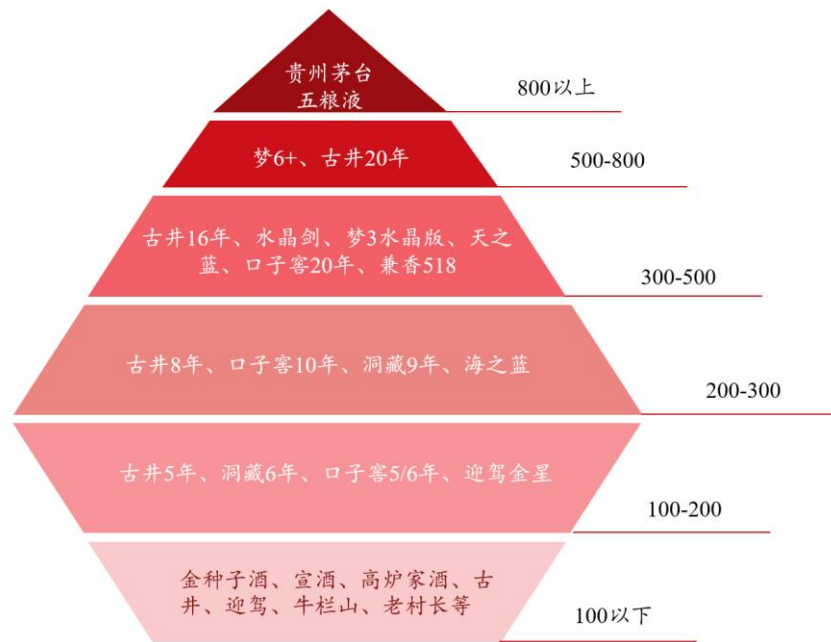 贵州茅台
五粮液
800以上
梦6+、古井20年
500-800
古井16年、水晶剑、梦3水晶版、天之
蓝、口子窖20年、兼香518
300-500
古井8年、口子窖10年、洞藏9年、海之蓝
200-300
古井5年、洞藏6年、口子窖5/6年、迎驾金星
100-200
金种子酒、宣酒、高炉家酒、古
井、迎驾、牛栏山、老村长等
100以下